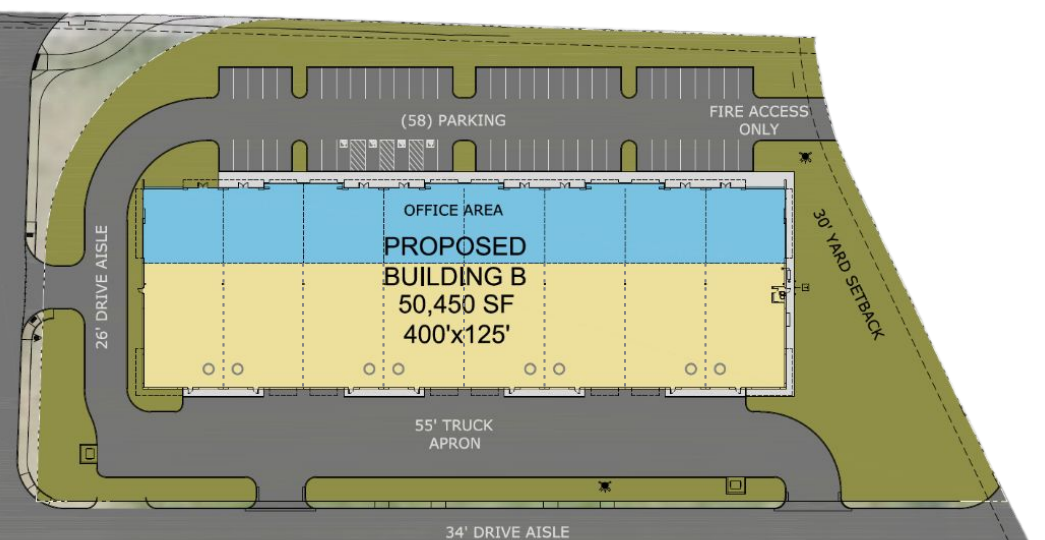 (58) PARKING
FIRE ACCESS
ONLY
OFFICE AREA
PROPOSED
BUILDING B
50,450 SF
400'x125'
26' DRIVE AISLE
30' YARD SETBACK
55' TRUCK
APRON
34' DRIVE AISLE